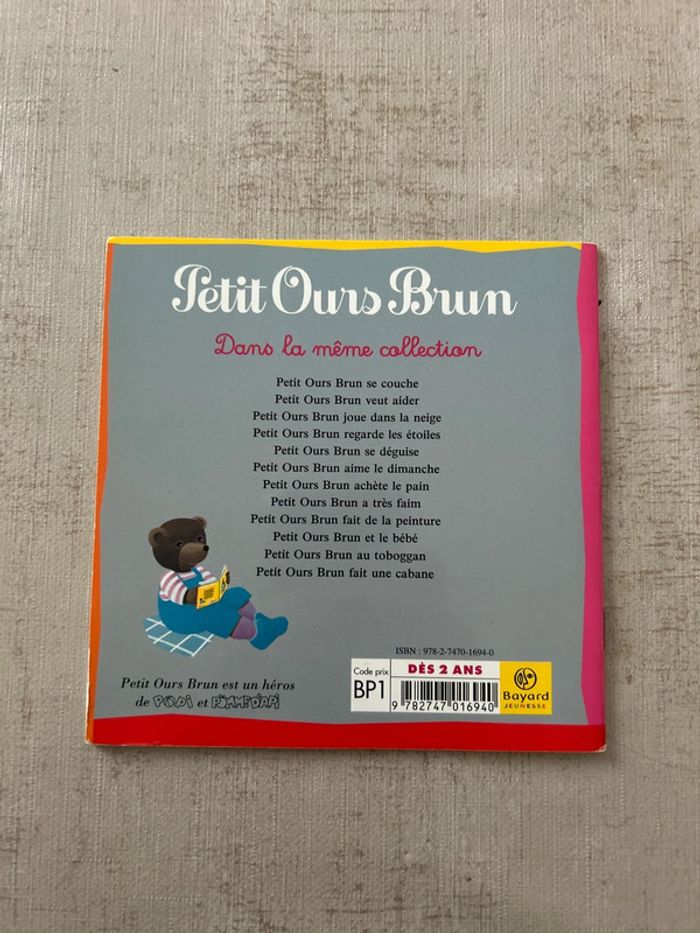 Petit Ours Brun
Dans la même collection
Petit Ours Brun se couche
Petit Ours Brun veut aider
Petit Ours Brun joue dans la neige
Petit Ours Brun regarde les étoiles
Petit Ours Brun se déguise
Petit Ours Brun aime le dimanche
Petit Ours Brun achète le pain
Petit Ours Brun a très faim
Petit Ours Brun fait de la peinture
Petit Ours Brun et le bébé
Petit Ours Brun au toboggan
Petit Ours Brun fait une cabane
ISBN : 978-2-7470-1694-0
Code prix
BP1
DÈS 2 ANS
9 782747 016940
Bayard
JEUNESSE
Petit Ours Brun est un héros
de POPI et POMME D'API